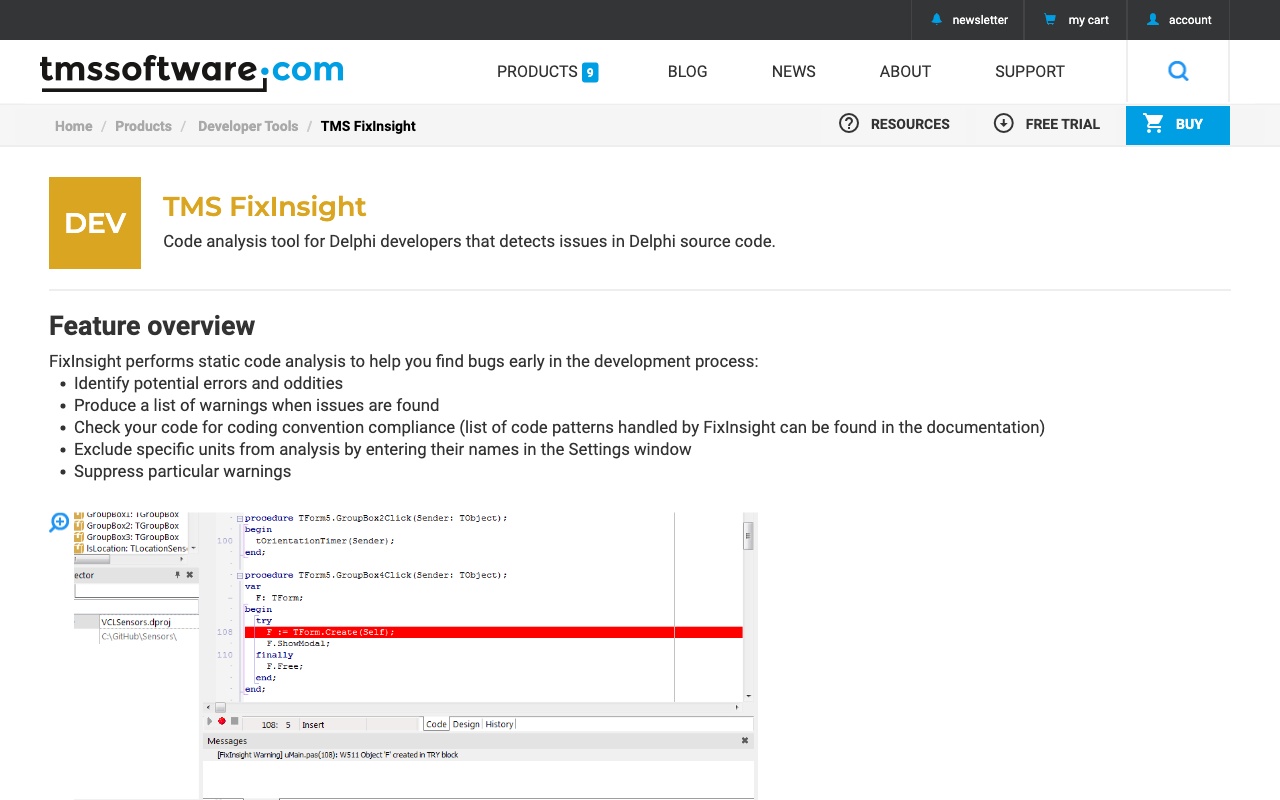 newsletter
my cart
account
tmssoftware.com
PRODUCTS 9
BLOG
NEWS
ABOUT
SUPPORT
Home / Products / Developer Tools / TMS FixInsight
RESOURCES
FREE TRIAL
BUY
DEV
TMS FixInsight
Code analysis tool for Delphi developers that detects issues in Delphi source code.
Feature overview
FixInsight performs static code analysis to help you find bugs early in the development process:
• Identify potential errors and oddities
• Produce a list of warnings when issues are found
• Check your code for coding convention compliance (list of code patterns handled by FixInsight can be found in the documentation)
• Exclude specific units from analysis by entering their names in the Settings window
• Suppress particular warnings
GroupBox1: TGroupBox
GroupBox2: TGroupBox
GroupBox3: TGroupBox
IsLocation: TLocationSens
ector
VCLSensors.dproj
C:\GitHub\Sensors\
procedure TForm5.GroupBox2Click(Sender: TObject);
begin
100 tOrientationTimer(Sender);
end;
procedure TForm5.GroupBox4Click(Sender: TObject);
var
F: TForm;
begin
try
108 F := TForm.Create(Self);
F.ShowModal;
110 finally
F.Free;
end;
end;
108: 5 Insert
Code Design History
Messages
[FixInsight Warning] uMain.pas(108): W511 Object 'F' created in TRY block